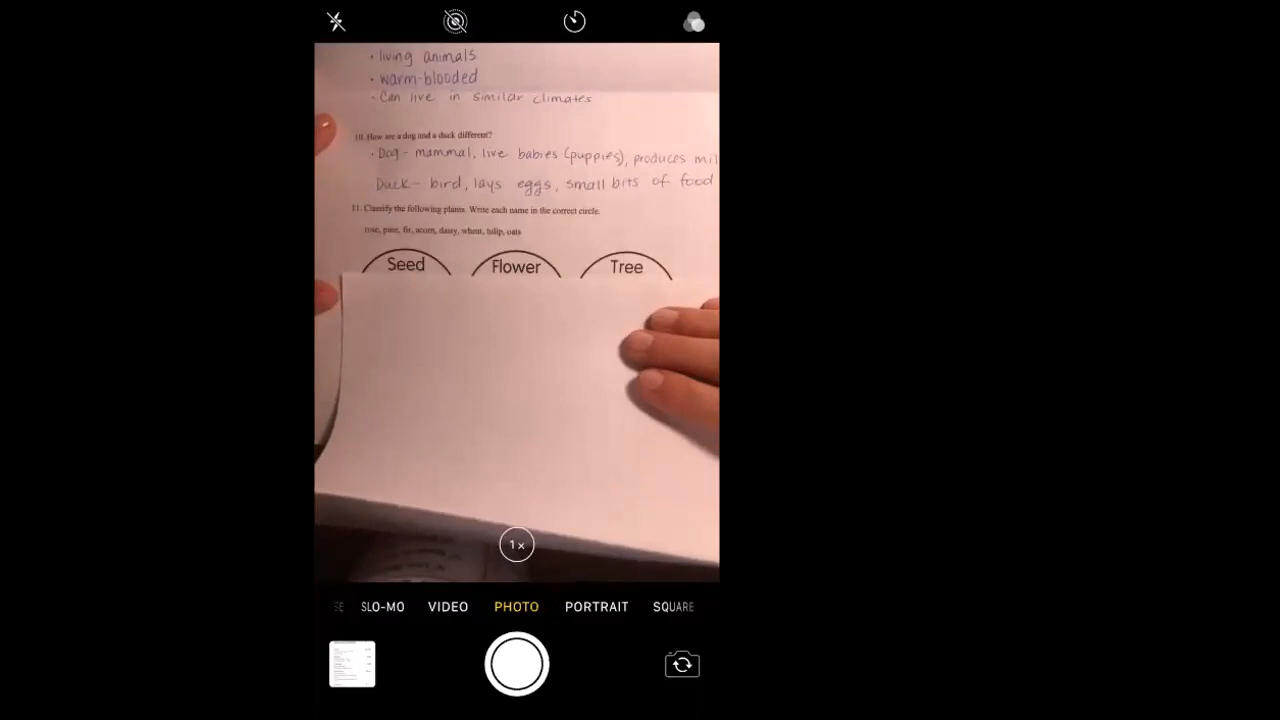 · living animals
· warm-blooded
· Can live in similar climates
10. How are a dog and a duck different?
· Dog - mammal, live babies (puppies), produces mil
Duck - bird, lays eggs, small bits of food
11. Classify the following plants. Write each name in the correct circle.
rose, pine, fir, acorn, daisy, wheat, tulip, oats
Seed Flower Tree
1x
SLO-MO VIDEO PHOTO PORTRAIT SQUARE